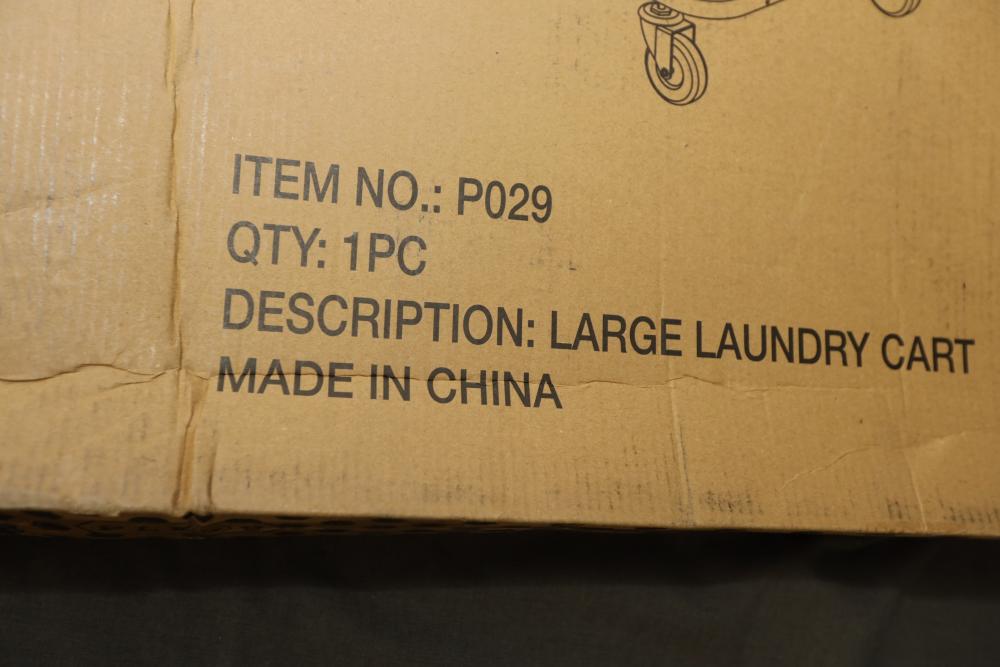 ITEM NO.: P029
QTY: 1PC
DESCRIPTION: LARGE LAUNDRY CART
MADE IN CHINA